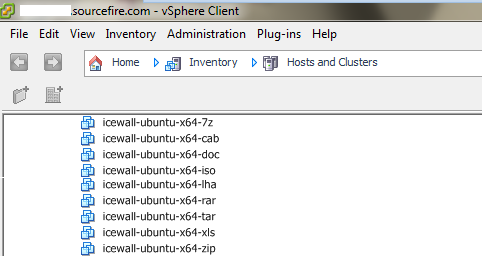 .sourcefire.com - vSphere Client
File Edit View Inventory Administration Plug-ins Help
Home Inventory Hosts and Clusters
icewall-ubuntu-x64-7z
icewall-ubuntu-x64-cab
icewall-ubuntu-x64-doc
icewall-ubuntu-x64-iso
icewall-ubuntu-x64-lha
icewall-ubuntu-x64-rar
icewall-ubuntu-x64-tar
icewall-ubuntu-x64-xls
icewall-ubuntu-x64-zip